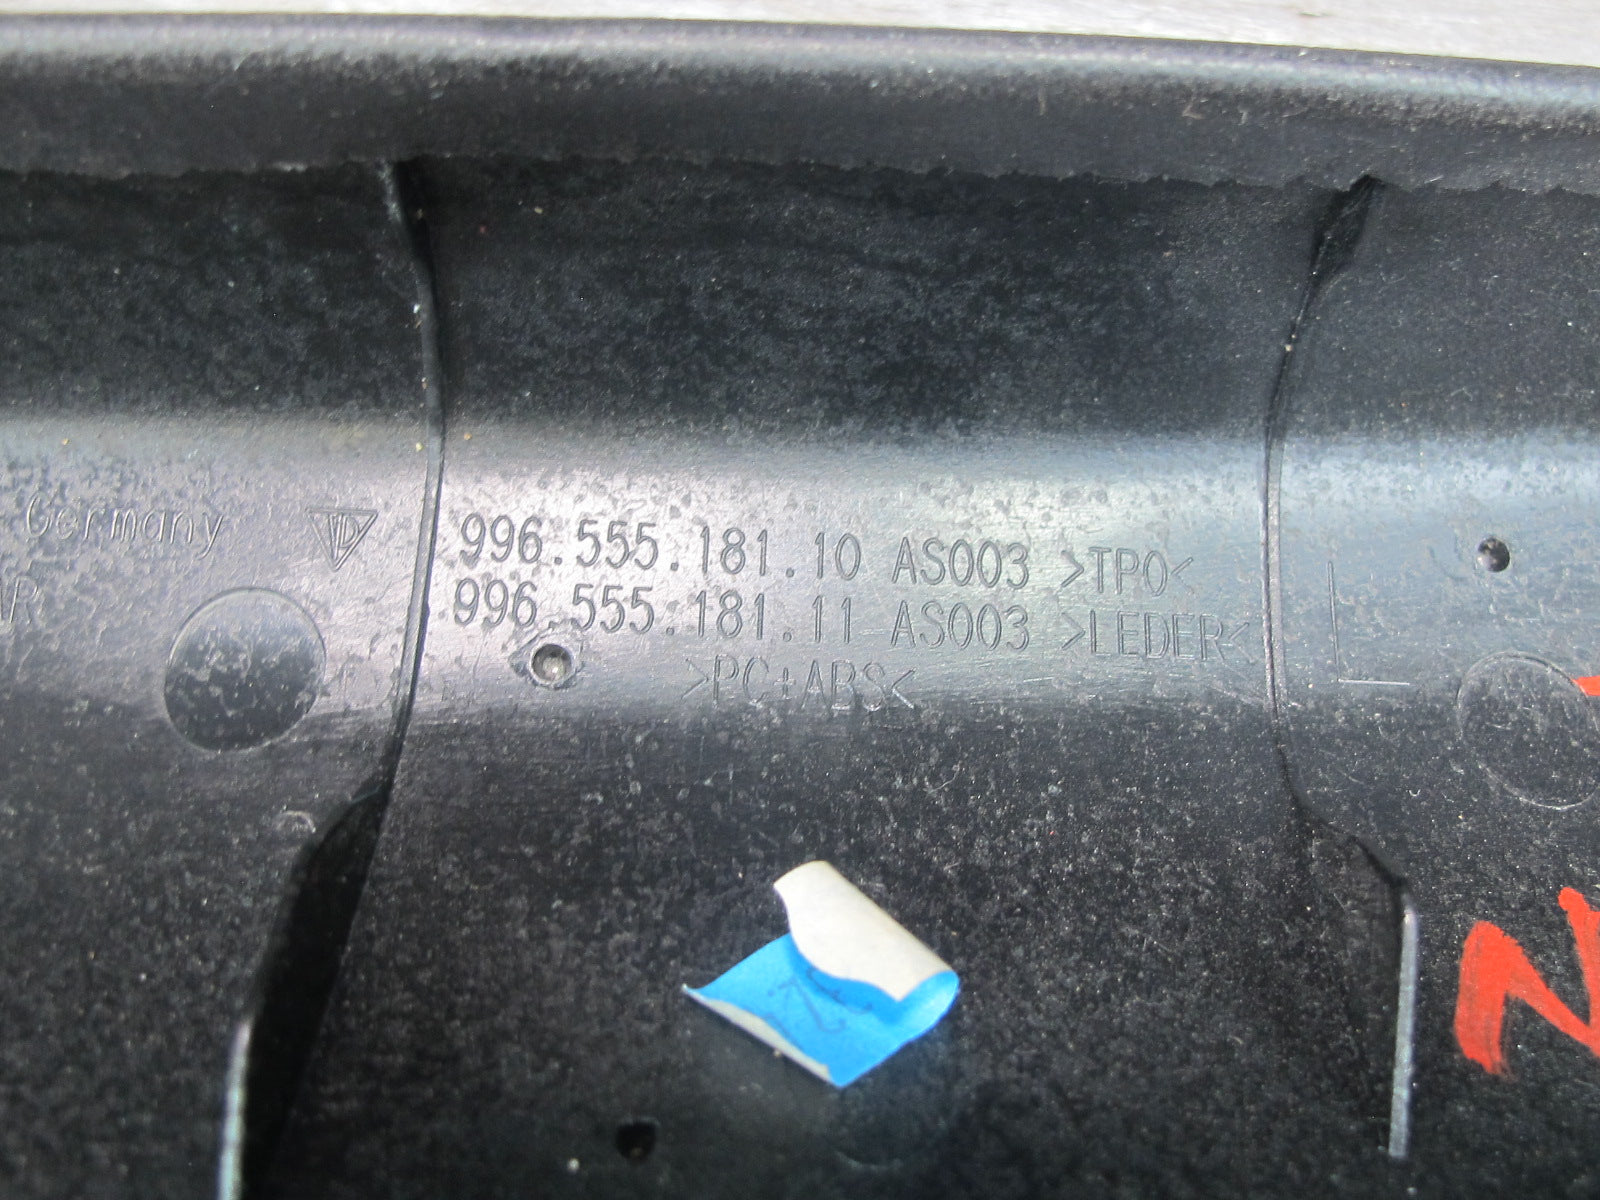 Germany
996.555.181.10 AS003 >TPO<
996.555.181.11 AS003 >LEDER<
>PC+ABS<